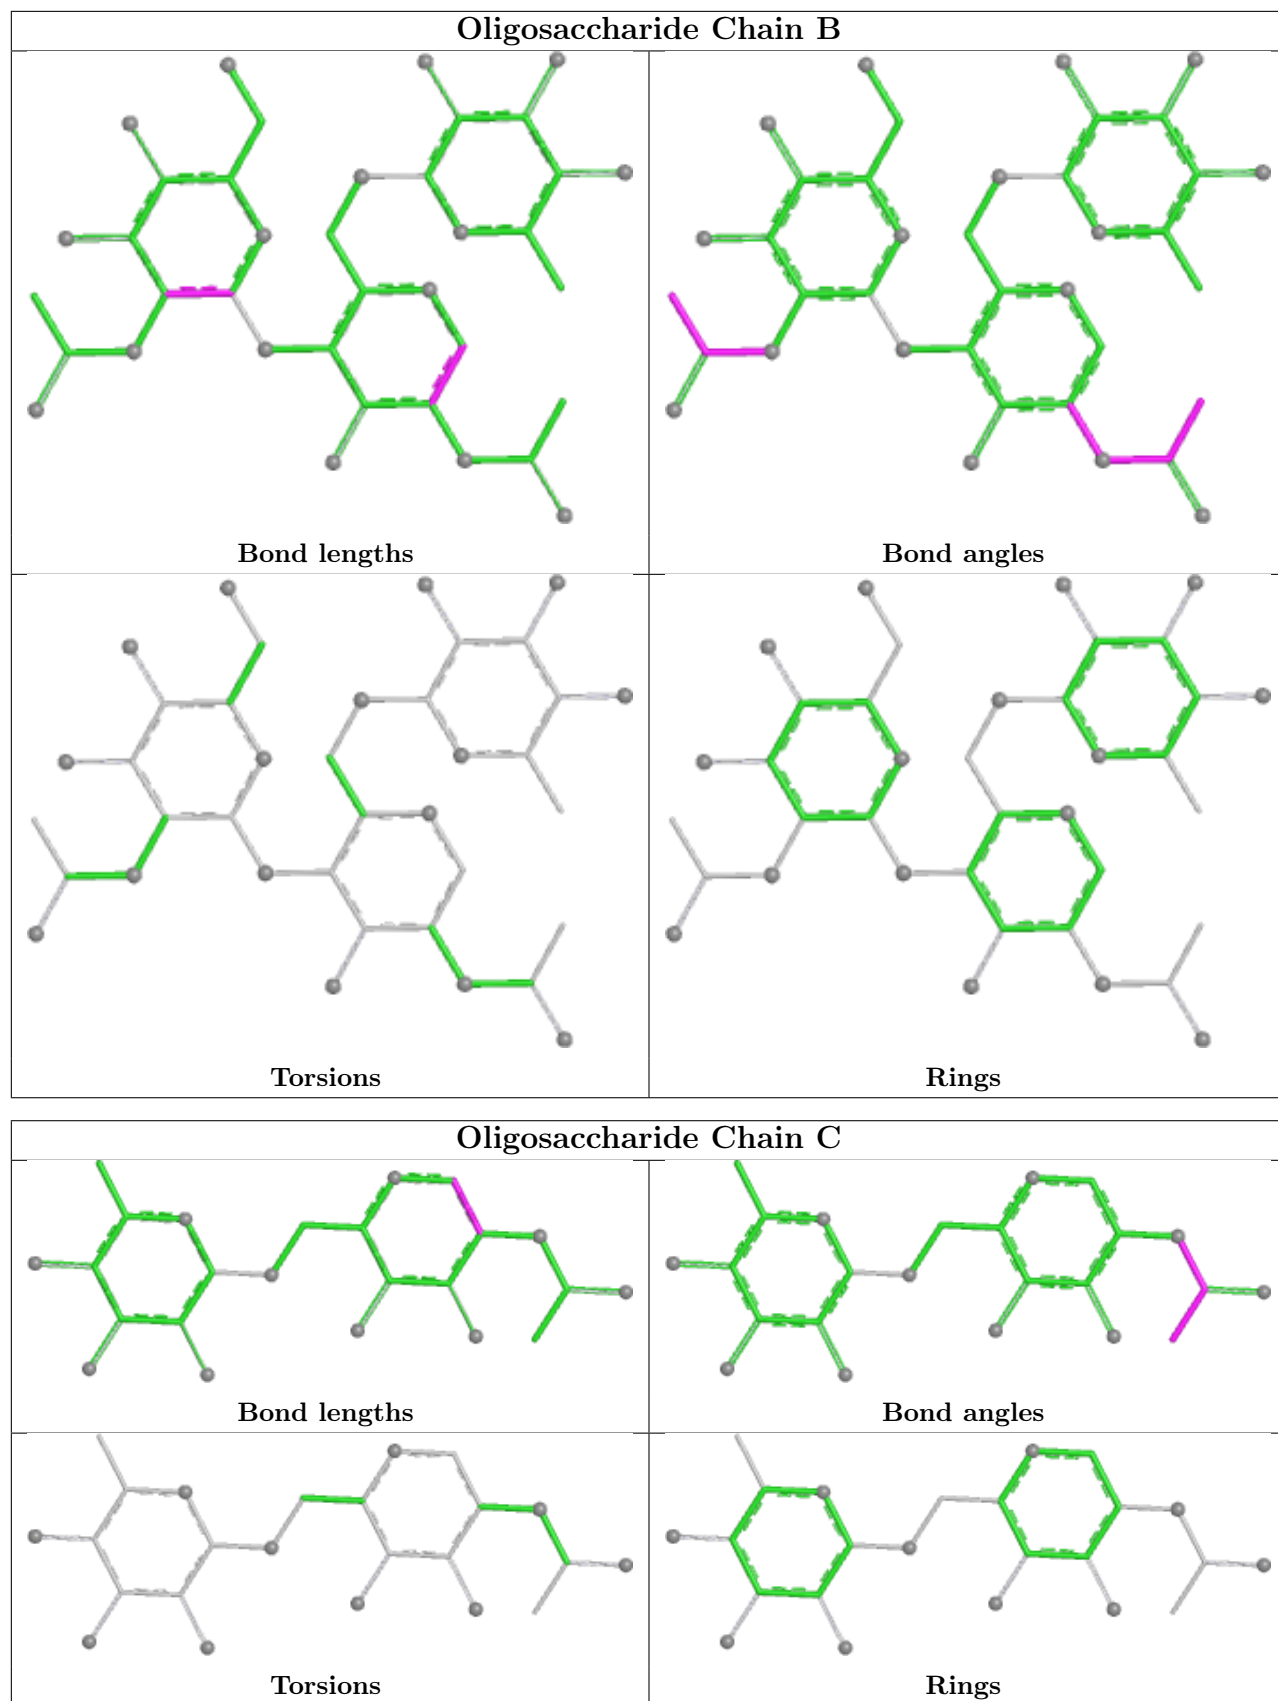 Oligosaccharide Chain B
Bond lengths
Bond angles
Torsions
Rings
Oligosaccharide Chain C
Bond lengths
Bond angles
Torsions
Rings